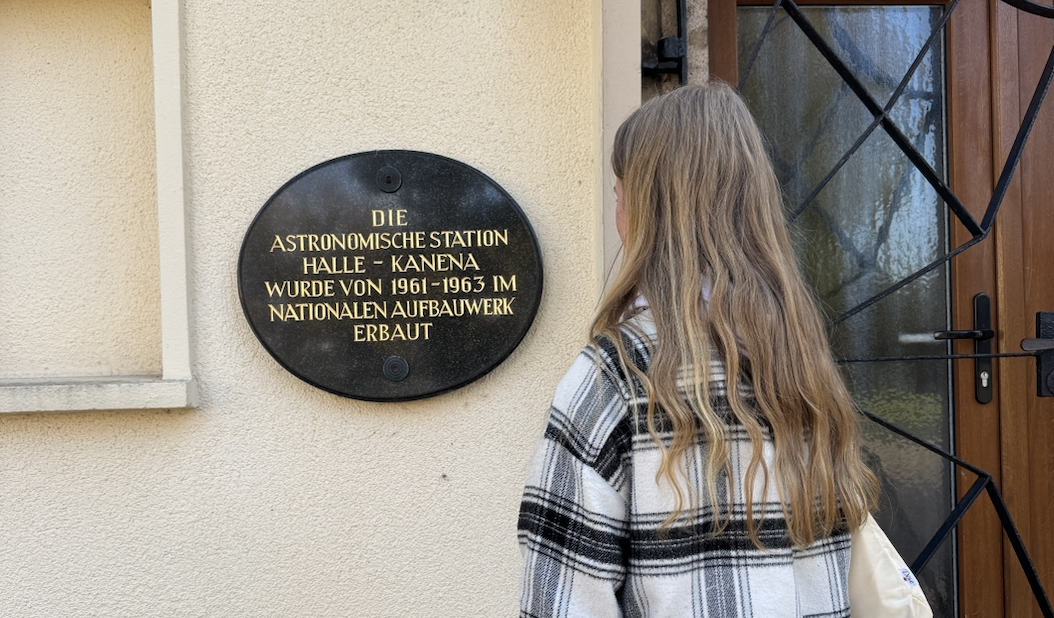 DIE
ASTRONOMISCHE STATION
HALLE - KANENA
WURDE VON 1961-1963 IM
NATIONALEN AUFBAUWERK
ERBAUT